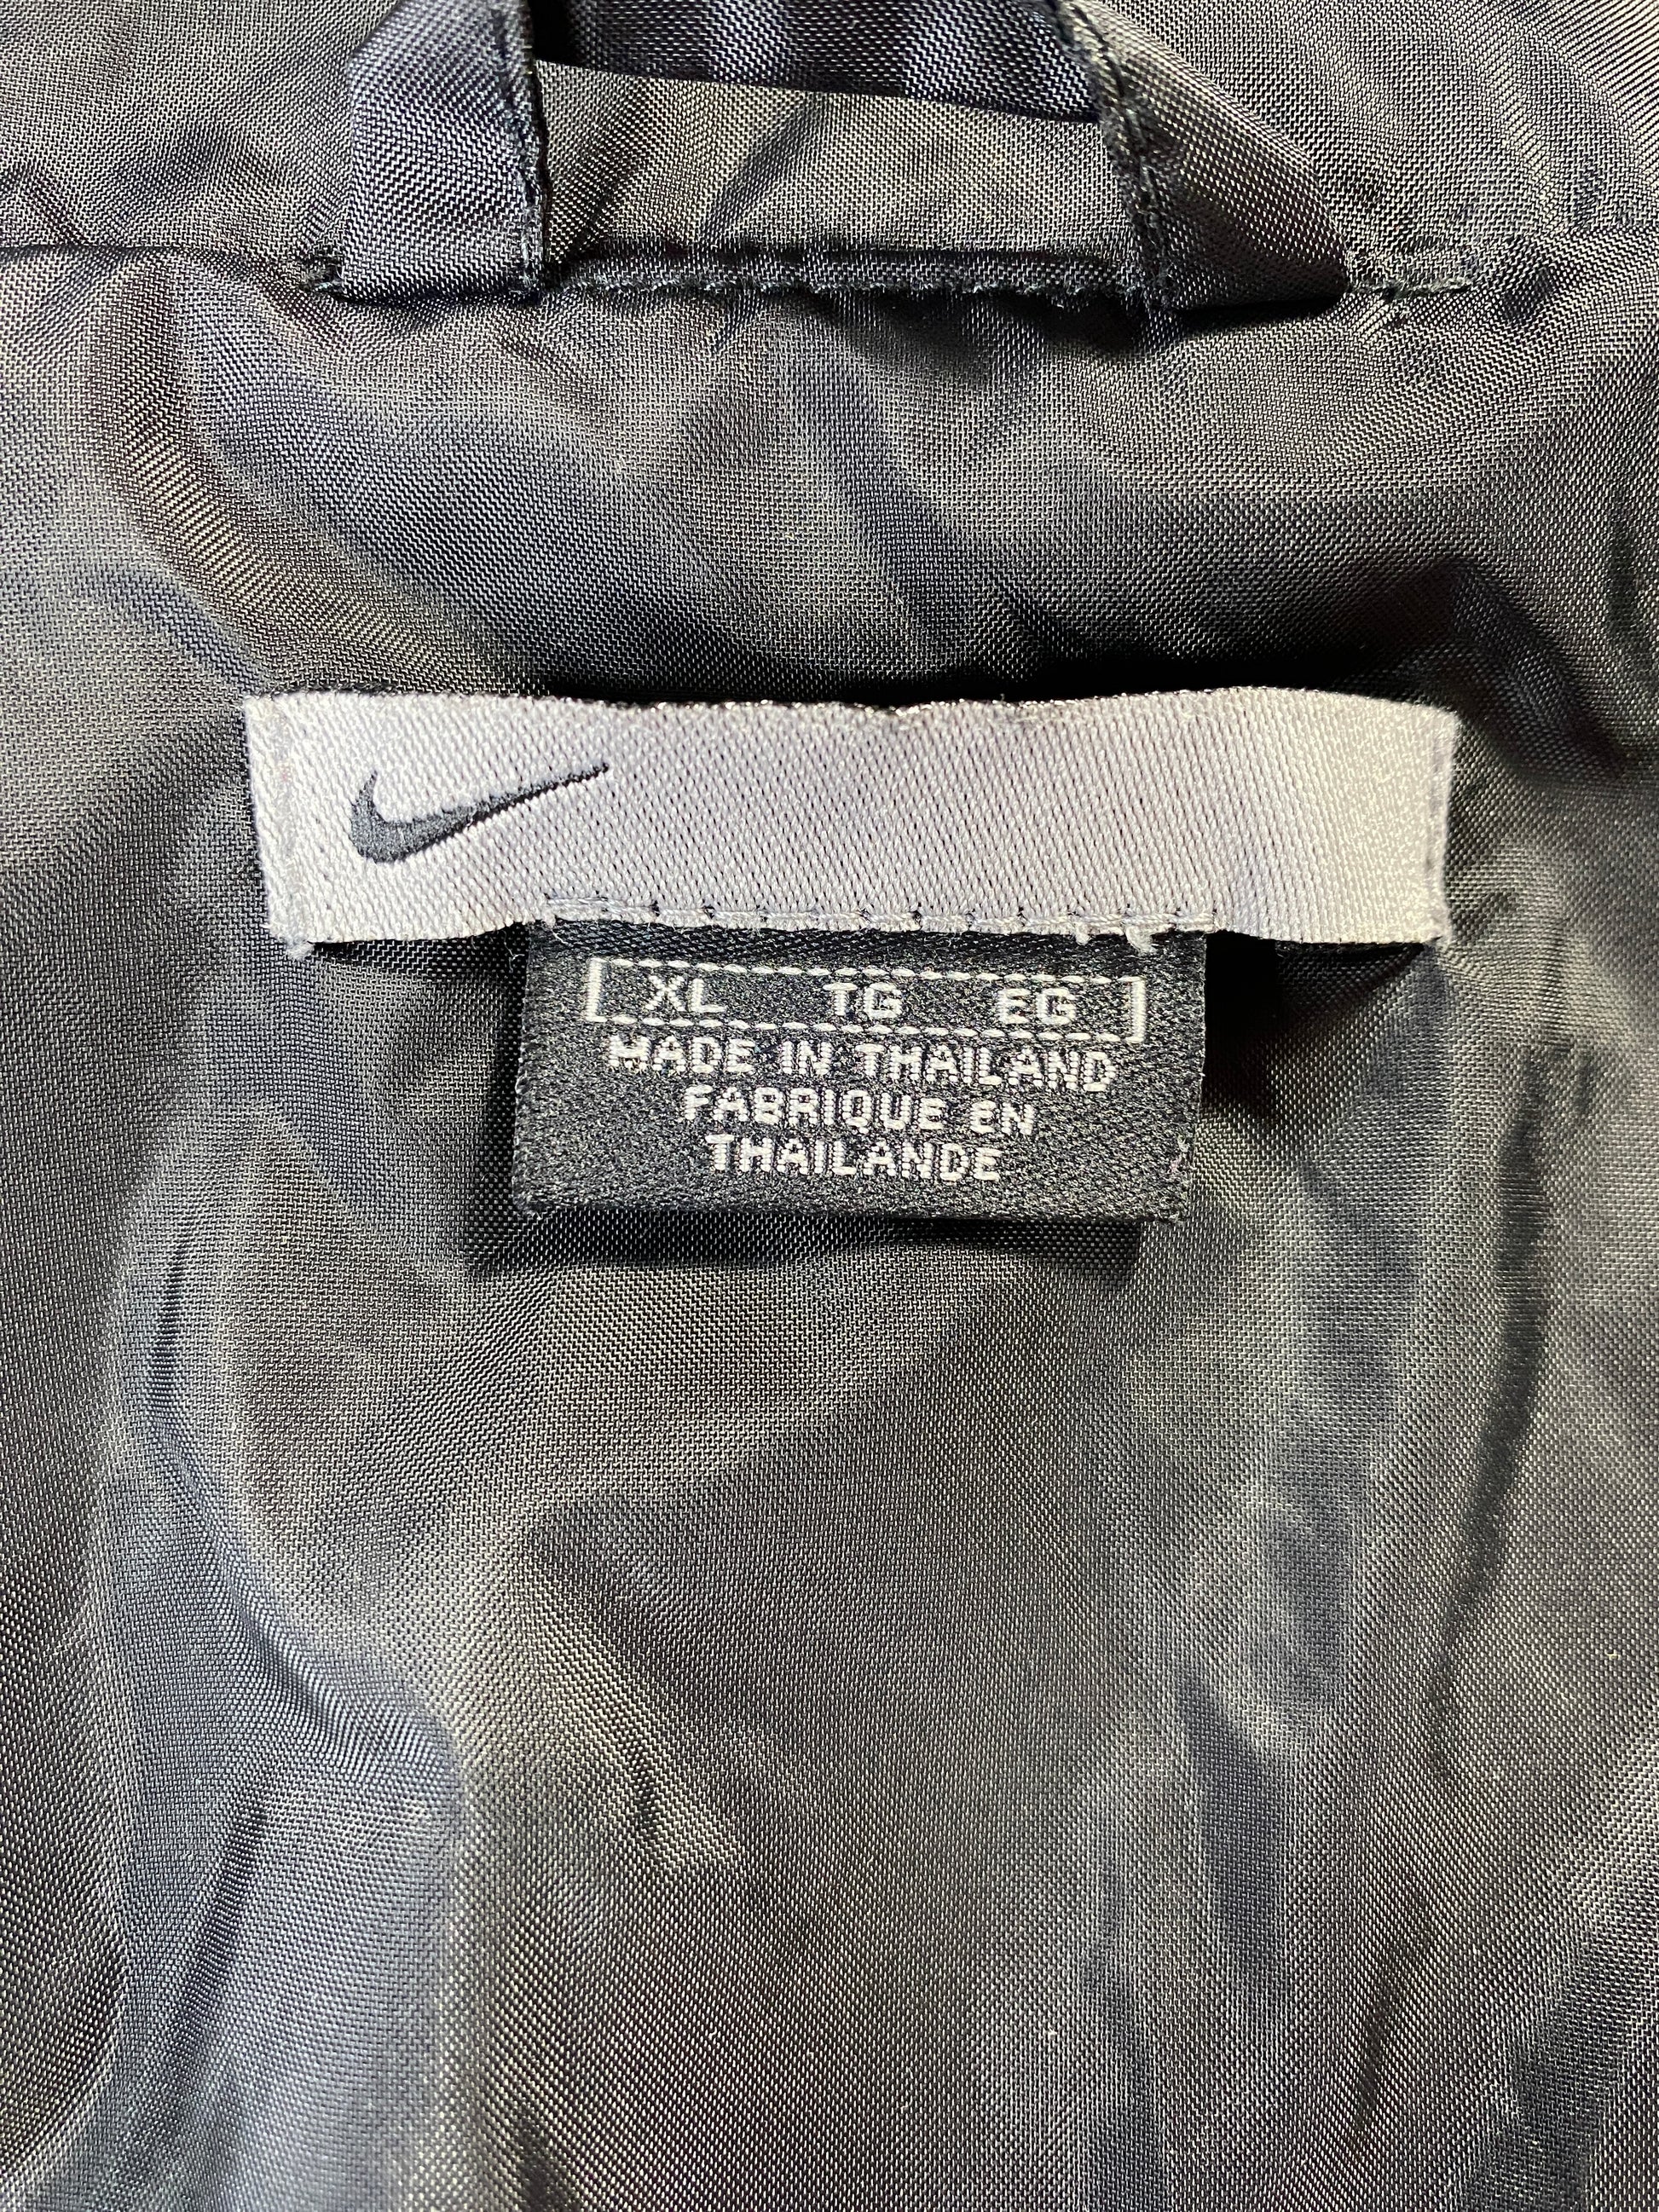 [XL TG EG]
MADE IN THAILAND
FABRIQUE EN
THAILANDE